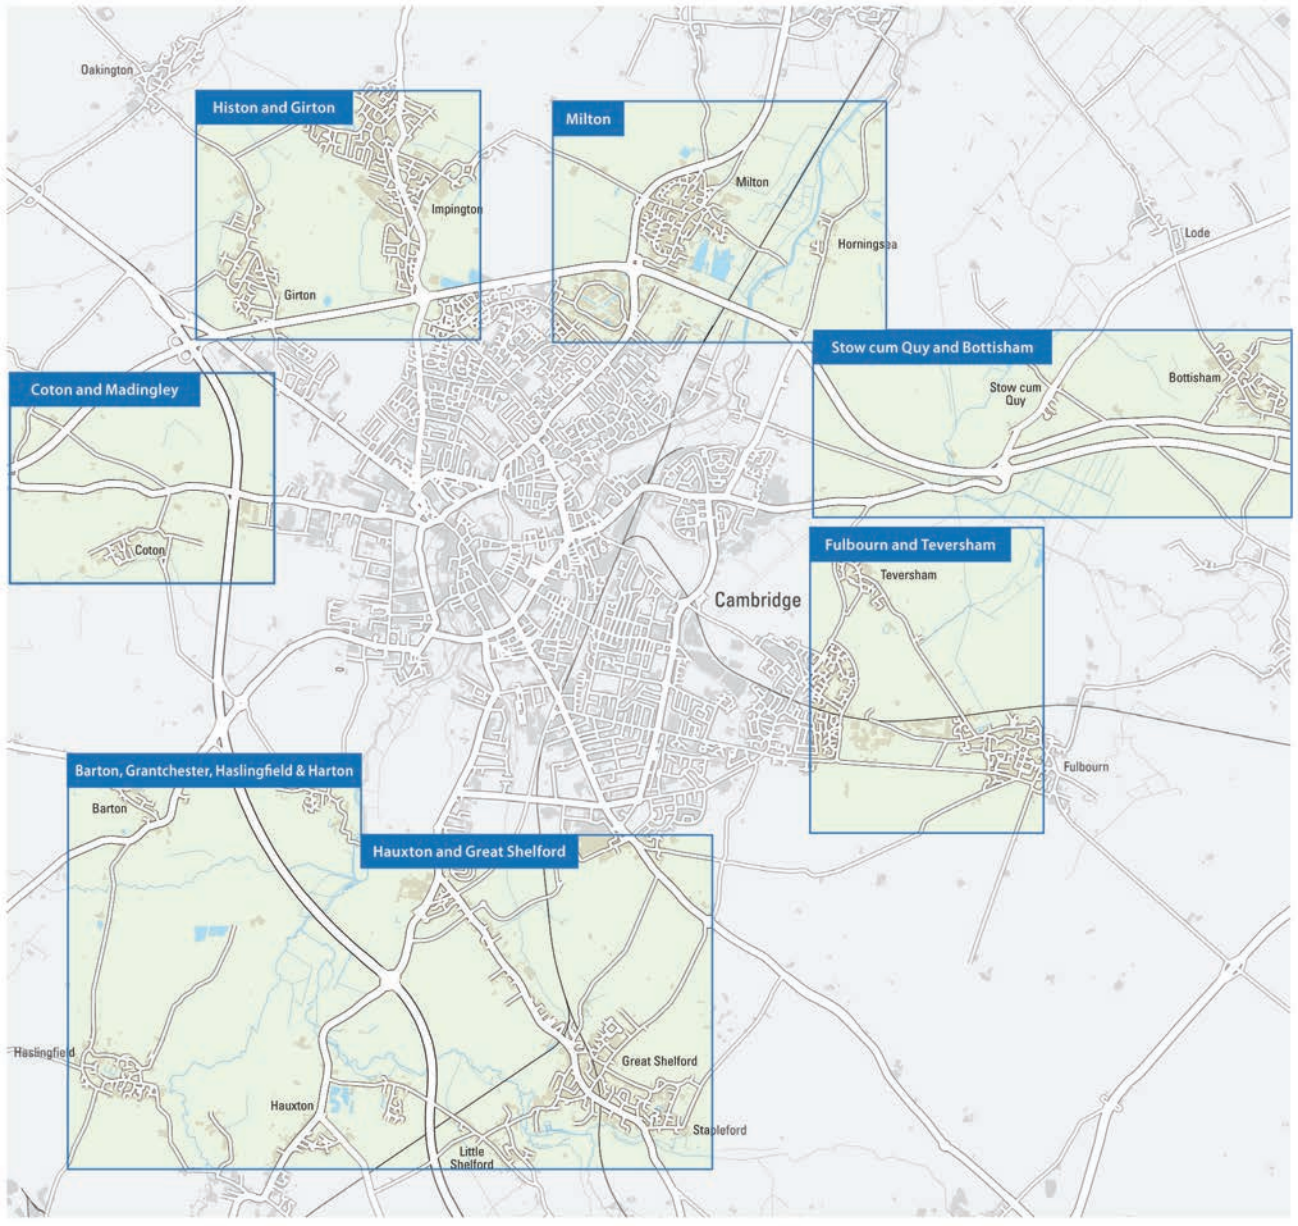 Oakington
Histon and Girton
Milton
Milton
Impington
Horningsea
Lode
Girton
Stow cum Quy and Bottisham
Coton and Madingley
Stow cum
Quy
Bottisham
Coton
Fulbourn and Teversham
Teversham
Cambridge
Barton, Grantchester, Haslingfield & Harton
Fulbourn
Barton
Hauxton and Great Shelford
Haslingfield
Great Shelford
Hauxton
Stapleford
Little
Shelford